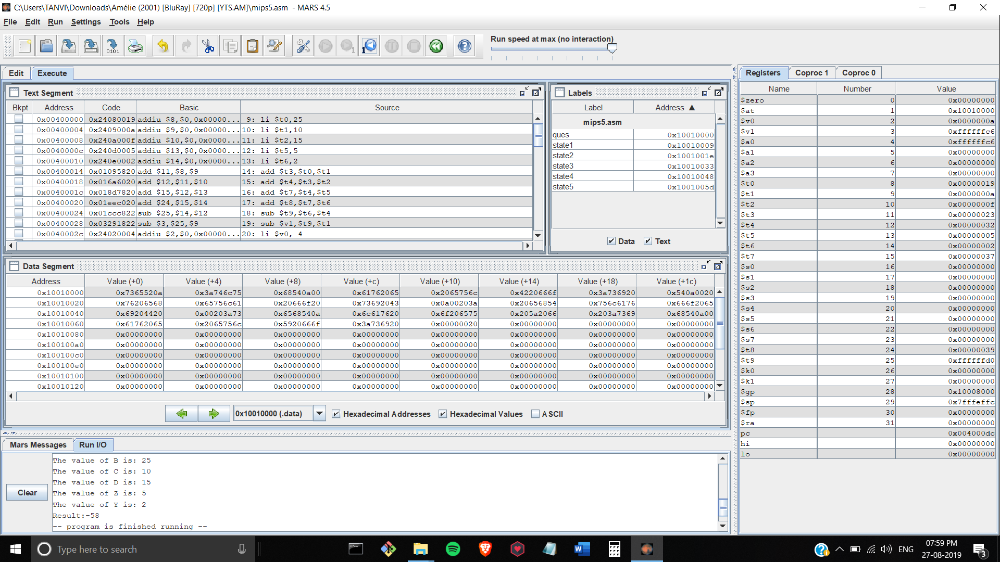 C:\Users\TANVI\Downloads\Amélie (2001) [BluRay] [720p] [YTS.AM]\mips5.asm - MARS 4.5
File Edit Run Settings Tools Help
Run speed at max (no interaction)
Edit Execute
Text Segment
Bkpt Address Code Basic Source
0x00400000 0x24080019 addiu $8,$0,0x00000... 9: li $t0,25
0x00400004 0x2409000a addiu $9,$0,0x00000... 10: li $t1,10
0x00400008 0x240a000f addiu $10,$0,0x0000... 11: li $t2,15
0x0040000c 0x240d0005 addiu $13,$0,0x0000... 12: li $t5,5
0x00400010 0x240e0002 addiu $14,$0,0x0000... 13: li $t6,2
0x00400014 0x01095820 add $11,$8,$9 14: add $t3,$t0,$t1
0x00400018 0x016a6020 add $12,$11,$10 15: add $t4,$t3,$t2
0x0040001c 0x018d7820 add $15,$12,$13 16: add $t7,$t4,$t5
0x00400020 0x01eec020 add $24,$15,$14 17: add $t8,$t7,$t6
0x00400024 0x01ccc822 sub $25,$14,$12 18: sub $t9,$t6,$t4
0x00400028 0x03291822 sub $3,$25,$9 19: sub $v1,$t9,$t1
0x0040002c 0x24020004 addiu $2,$0,0x00000... 20: li $v0, 4
Labels
Label Address ▲
mips5.asm
ques 0x10010000
state1 0x10010009
state2 0x1001001e
state3 0x10010033
state4 0x10010048
state5 0x1001005d
Data Text
Data Segment
Address Value (+0) Value (+4) Value (+8) Value (+c) Value (+10) Value (+14) Value (+18) Value (+1c)
0x10010000 0x7365520a 0x3a746c75 0x68540a00 0x61762065 0x2065756c 0x4220666f 0x3a736920 0x540a0020
0x10010020 0x76206568 0x65756c61 0x20666f20 0x73692043 0x0a00203a 0x20656854 0x756c6176 0x666f2065
0x10010040 0x69204420 0x00203a73 0x6568540a 0x6c617620 0x6f206575 0x205a2066 0x203a7369 0x68540a00
0x10010060 0x61762065 0x2065756c 0x5920666f 0x3a736920 0x00000020 0x00000000 0x00000000 0x00000000
0x10010080 0x00000000 0x00000000 0x00000000 0x00000000 0x00000000 0x00000000 0x00000000 0x00000000
0x100100a0 0x00000000 0x00000000 0x00000000 0x00000000 0x00000000 0x00000000 0x00000000 0x00000000
0x100100c0 0x00000000 0x00000000 0x00000000 0x00000000 0x00000000 0x00000000 0x00000000 0x00000000
0x100100e0 0x00000000 0x00000000 0x00000000 0x00000000 0x00000000 0x00000000 0x00000000 0x00000000
0x10010100 0x00000000 0x00000000 0x00000000 0x00000000 0x00000000 0x00000000 0x00000000 0x00000000
0x10010120 0x00000000 0x00000000 0x00000000 0x00000000 0x00000000 0x00000000 0x00000000 0x00000000
0x10010000 (.data) Hexadecimal Addresses Hexadecimal Values ASCII
Mars Messages Run I/O
Clear
The value of B is: 25
The value of C is: 10
The value of D is: 15
The value of Z is: 5
The value of Y is: 2
Result:-58
-- program is finished running --
Registers Coproc 1 Coproc 0
Name Number Value
$zero 0 0x00000000
$at 1 0x10010000
$v0 2 0x0000000a
$v1 3 0xffffffc6
$a0 4 0xffffffc6
$a1 5 0x00000000
$a2 6 0x00000000
$a3 7 0x00000000
$t0 8 0x00000019
$t1 9 0x0000000a
$t2 10 0x0000000f
$t3 11 0x00000023
$t4 12 0x00000032
$t5 13 0x00000005
$t6 14 0x00000002
$t7 15 0x00000037
$s0 16 0x00000000
$s1 17 0x00000000
$s2 18 0x00000000
$s3 19 0x00000000
$s4 20 0x00000000
$s5 21 0x00000000
$s6 22 0x00000000
$s7 23 0x00000000
$t8 24 0x00000039
$t9 25 0xffffffd0
$k0 26 0x00000000
$k1 27 0x00000000
$gp 28 0x10008000
$sp 29 0x7fffeffc
$fp 30 0x00000000
$ra 31 0x00000000
pc 0x004000dc
hi 0x00000000
lo 0x00000000
Type here to search
ENG
07:59 PM
27-08-2019
3